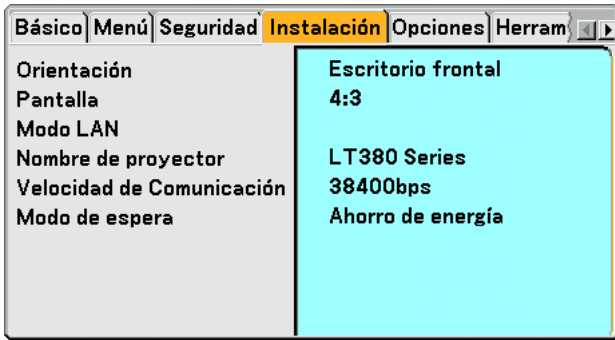 Básico Menú Seguridad Instalación Opciones Herram
Orientación Escritorio frontal
Pantalla 4:3
Modo LAN
Nombre de proyector LT380 Series
Velocidad de Comunicación 38400bps
Modo de espera Ahorro de energía